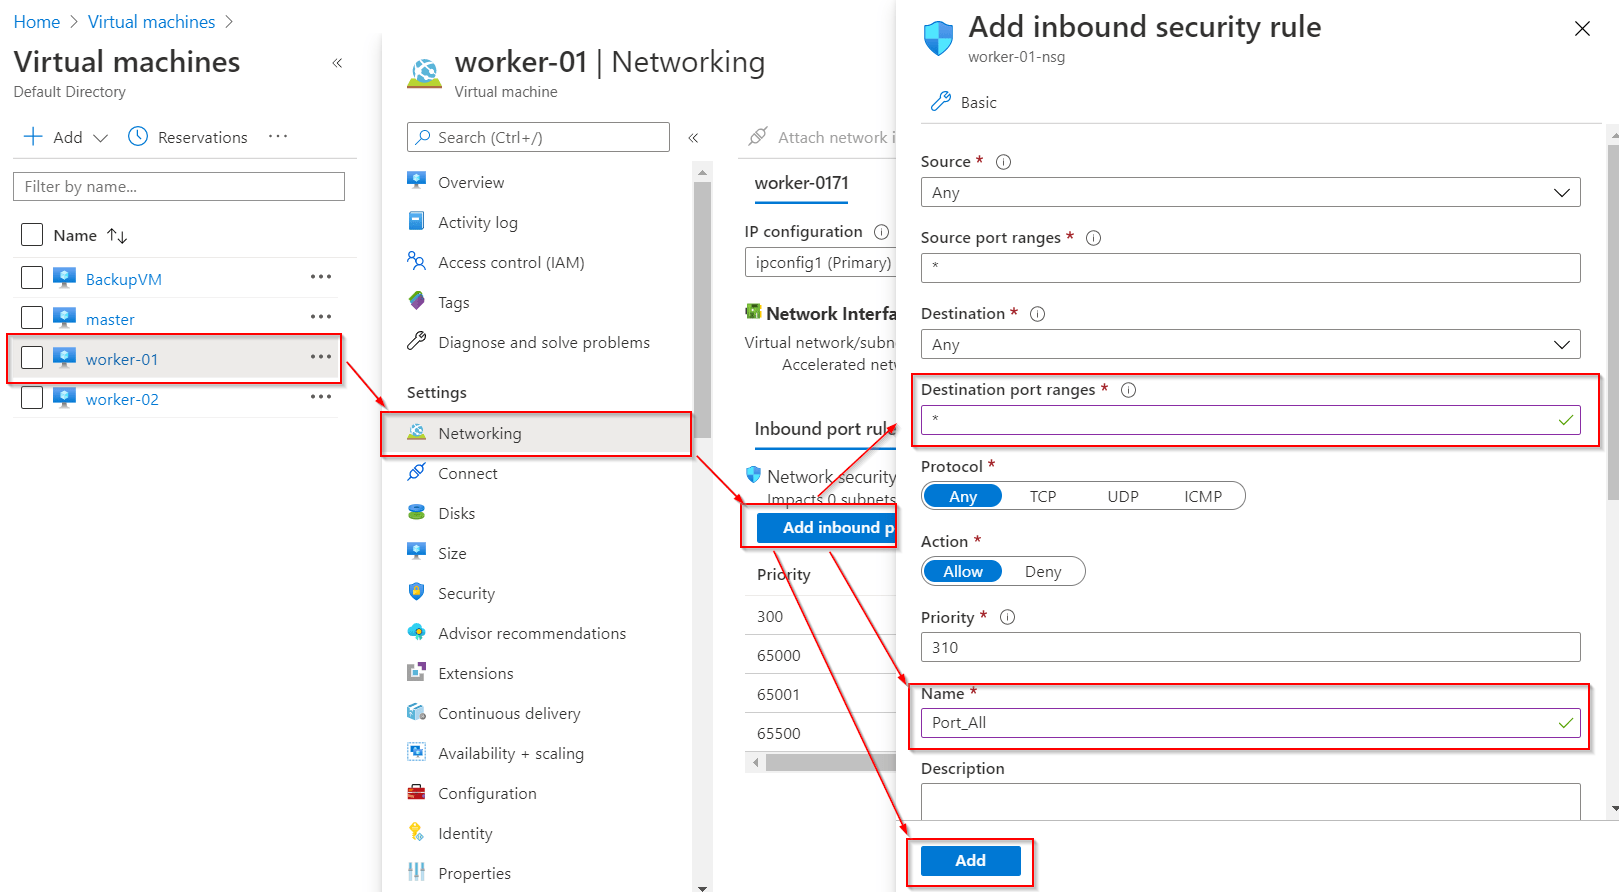 Home > Virtual machines >
Virtual machines
«
Default Directory
Add
Reservations
...
Filter by name...
Name ↑↓
BackupVM ...
master ...
worker-01 ...
worker-02 ...
worker-01 | Networking
Virtual machine
Search (Ctrl+/)
«
Overview
Activity log
Access control (IAM)
Tags
Diagnose and solve problems
Settings
Networking
Connect
Disks
Size
Security
Advisor recommendations
Extensions
Continuous delivery
Availability + scaling
Configuration
Identity
Properties
Attach network i
worker-0171
IP configuration
ipconfig1 (Primary)
Network Interfa
Virtual network/subn
Accelerated netw
Inbound port rule
Network security
Impacts 0 subnets
Add inbound p
Priority
300
65000
65001
65500
Add inbound security rule
worker-01-nsg
Basic
Source *
Any
Source port ranges *
*
Destination *
Any
Destination port ranges *
*
Protocol *
Any TCP UDP ICMP
Action *
Allow Deny
Priority *
310
Name *
Port_All
Description
Add